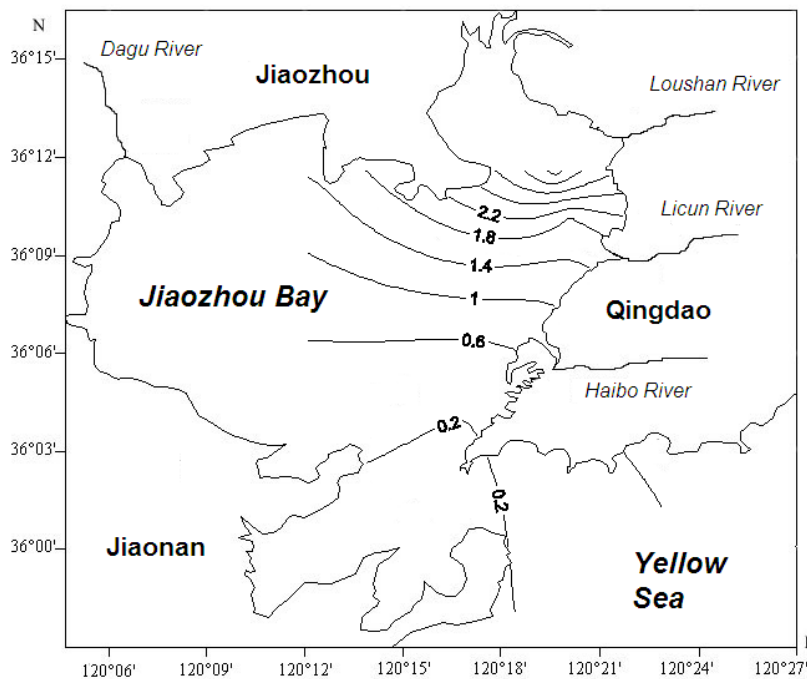 N
Dagu River
36°15'
Jiaozhou
Loushan River
36°12'
2.2
Licun River
1.8
36°09'
1.4
Jiaozhou Bay
1
Qingdao
36°06'
0.6
Haibo River
36°03'
0.2
0.2
36°00'
Jiaonan
Yellow
Sea
120°06'
120°09'
120°12'
120°15'
120°18'
120°21'
120°25'
120°27'